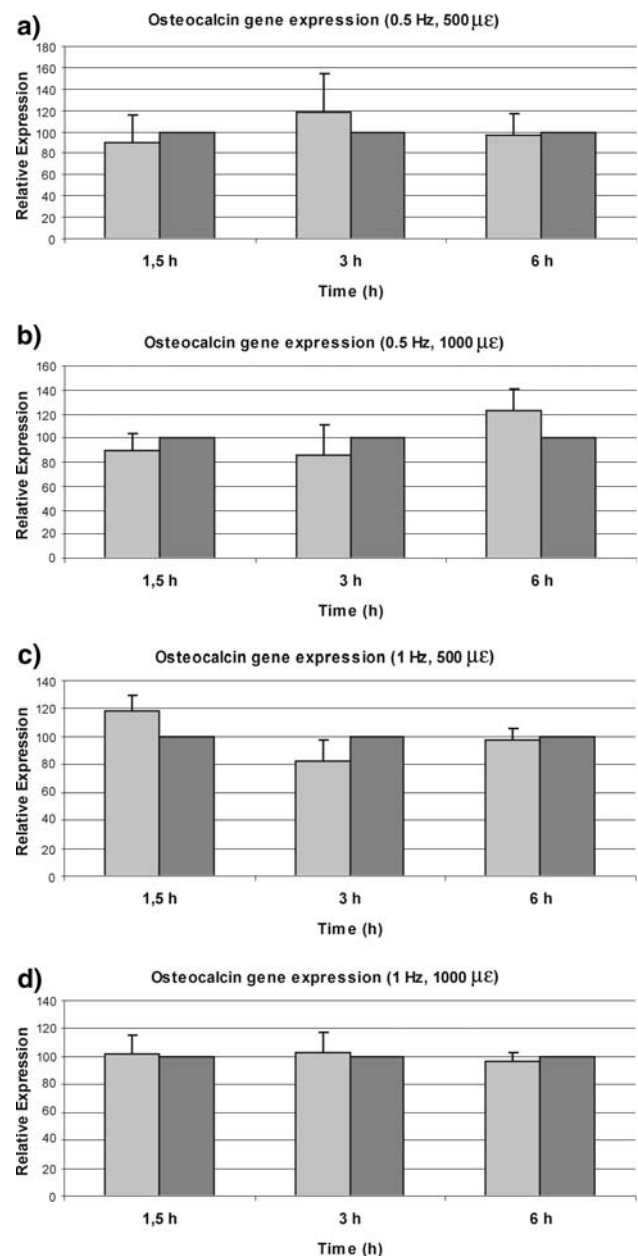 a)
Osteocalcin gene expression (0.5 Hz, 500 µε)
Relative Expression
180
160
140
120
100
80
60
40
20
0
1,5 h
3 h
6 h
Time (h)
b)
Osteocalcin gene expression (0.5 Hz, 1000 µε)
Relative Expression
160
140
120
100
80
60
40
20
0
1,5 h
3 h
6 h
Time (h)
c)
Osteocalcin gene expression (1 Hz, 500 µε)
Relative Expression
140
120
100
80
60
40
20
0
1,5 h
3 h
6 h
Time (h)
d)
Osteocalcin gene expression (1 Hz, 1000 µε)
Relative Expression
140
120
100
80
60
40
20
0
1,5 h
3 h
6 h
Time (h)